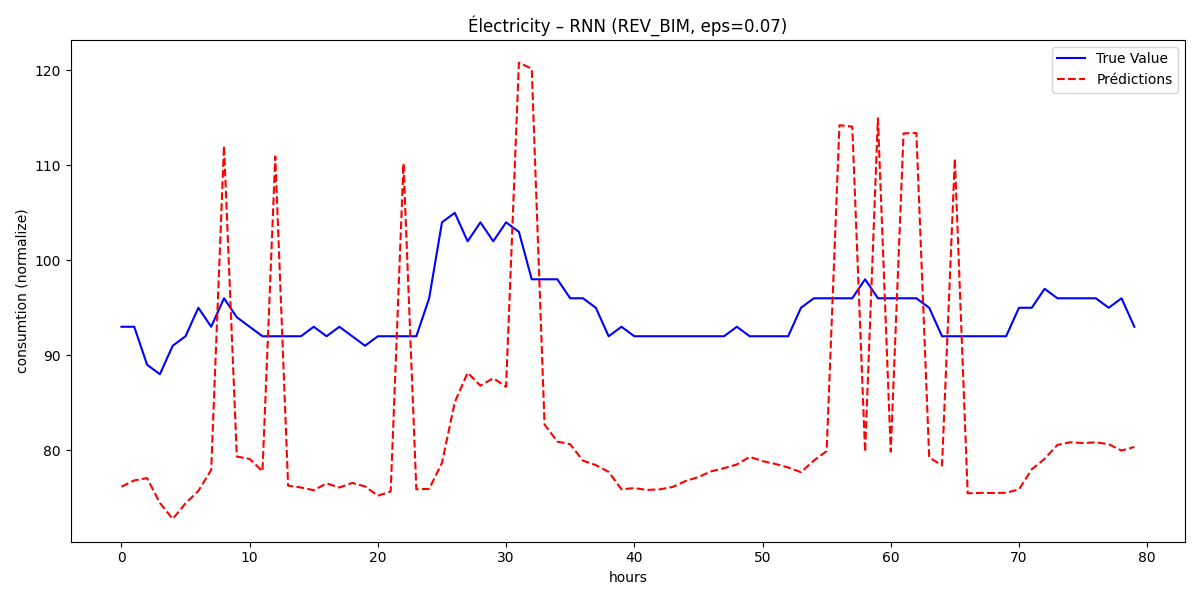 Électricity – RNN (REV_BIM, eps=0.07)
True Value
Prédictions
consumtion (normalize)
120
110
100
90
80
0 10 20 30 40 50 60 70 80
hours